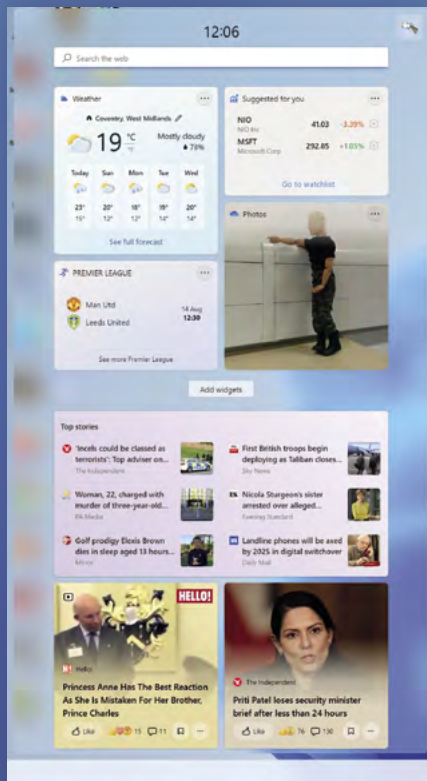 12:06
Search the web
Weather
Coventry, West Midlands
19 °C
°F
Mostly cloudy
78%
Today Sun Mon Tue Wed
23° 20° 18° 19° 20°
15° 12° 12° 14° 14°
See full forecast
Suggested for you
NIO 41.03 -3.39%
NIO Inc
MSFT 292.85 +1.05%
Microsoft Corp
Go to watchlist
Photos
PREMIER LEAGUE
Man Utd
Leeds United
14 Aug
12:30
See more Premier League
Add widgets
Top stories
'Incels could be classed as
terrorists': Top adviser on...
The Independent
First British troops begin
deploying as Taliban closes...
Sky News
Woman, 22, charged with
murder of three-year-old...
PA Media
ES Nicola Sturgeon's sister
arrested over alleged...
Evening Standard
Golf prodigy Elexis Brown
dies in sleep aged 13 hours...
Mirror
Landline phones will be axed
by 2025 in digital switchover
Daily Mail
HELLO!
H! Hello!
Princess Anne Has The Best Reaction
As She Is Mistaken For Her Brother,
Prince Charles
Like 15 11
The Independent
Priti Patel loses security minister
brief after less than 24 hours
Like 76 130